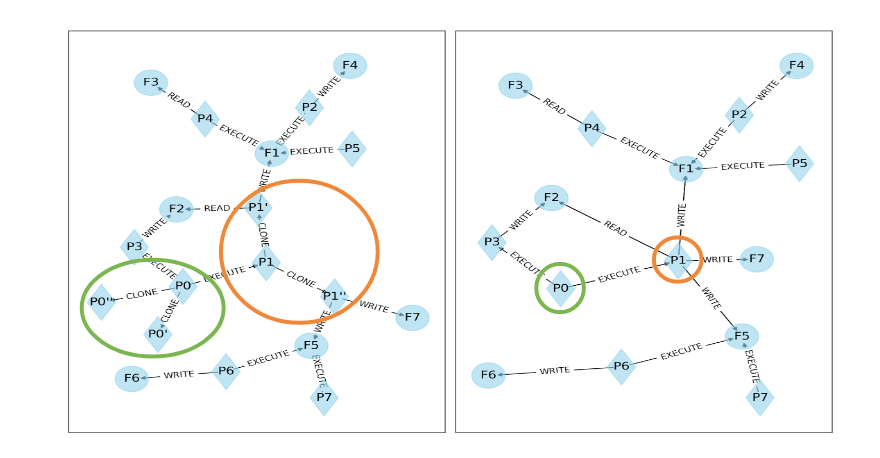 F4
F3
WRITE
READ
P2
P4
EXECUTE
EXECUTE
F1
EXECUTE
P5
WRITE
F2
READ
P1'
WRITE
CLONE
P3
EXECUTE
P1
EXECUTE
P0
CLONE
P0''
CLONE
P1''
CLONE
WRITE
F7
P0'
WRITE
F5
EXECUTE
F6
WRITE
P6
EXECUTE
P7
F4
F3
WRITE
READ
P2
P4
EXECUTE
EXECUTE
F1
EXECUTE
P5
F2
WRITE
WRITE
READ
P3
P1
WRITE
F7
EXECUTE
EXECUTE
P0
WRITE
F5
EXECUTE
P6
WRITE
F6
EXECUTE
P7